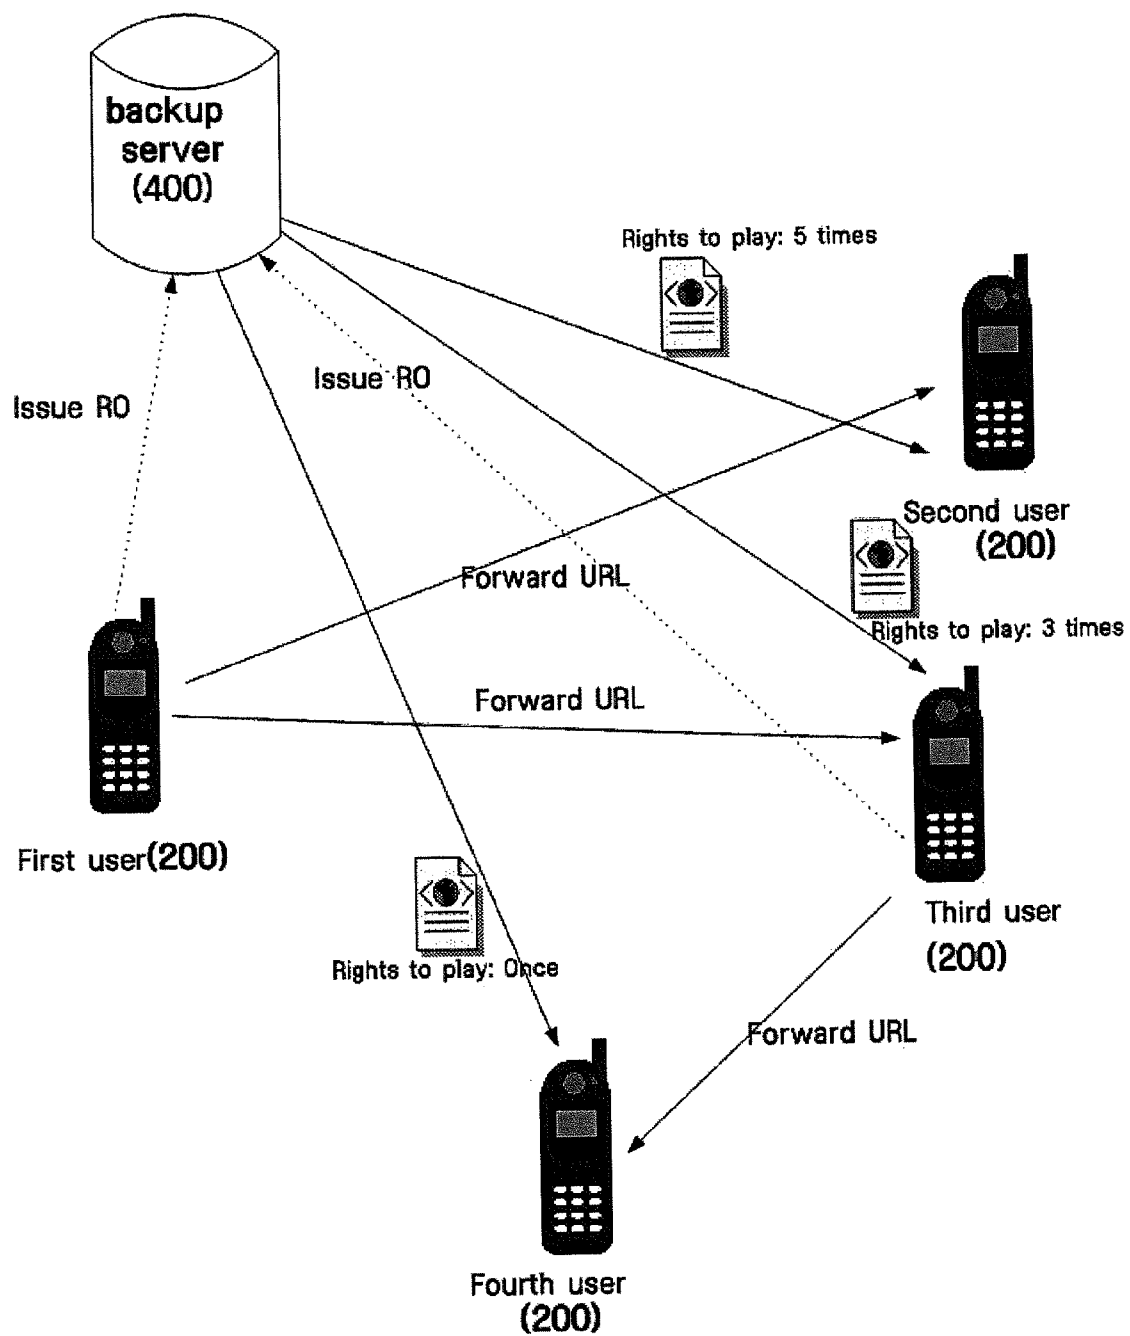 backup
server
(400)
Rights to play: 5 times
Issue RO
Issue RO
Second user
(200)
Forward URL
Rights to play: 3 times
Forward URL
First user(200)
Third user
(200)
Rights to play: Once
Forward URL
Fourth user
(200)